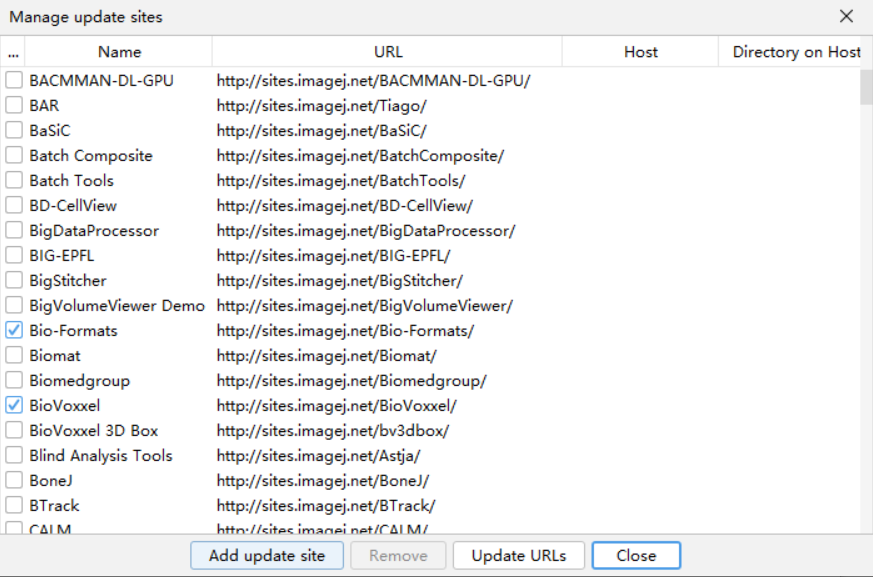 Manage update sites
... Name URL Host Directory on Host
BACMMAN-DL-GPU http://sites.imagej.net/BACMMAN-DL-GPU/
BAR http://sites.imagej.net/Tiago/
BaSiC http://sites.imagej.net/BaSiC/
Batch Composite http://sites.imagej.net/BatchComposite/
Batch Tools http://sites.imagej.net/BatchTools/
BD-CellView http://sites.imagej.net/BD-CellView/
BigDataProcessor http://sites.imagej.net/BigDataProcessor/
BIG-EPFL http://sites.imagej.net/BIG-EPFL/
BigStitcher http://sites.imagej.net/BigStitcher/
BigVolumeViewer Demo http://sites.imagej.net/BigVolumeViewer/
Bio-Formats http://sites.imagej.net/Bio-Formats/
Biomat http://sites.imagej.net/Biomat/
Biomedgroup http://sites.imagej.net/Biomedgroup/
BioVoxxel http://sites.imagej.net/BioVoxxel/
BioVoxxel 3D Box http://sites.imagej.net/bv3dbox/
Blind Analysis Tools http://sites.imagej.net/Astja/
BoneJ http://sites.imagej.net/BoneJ/
BTrack http://sites.imagej.net/BTrack/
CALM http://sites.imagej.net/CALM/
Add update site Remove Update URLs Close